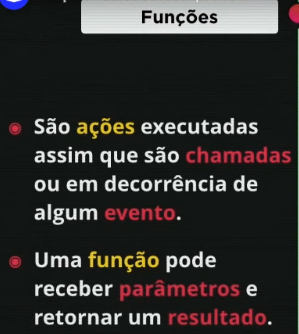 Funções
São ações executadas
assim que são chamadas
ou em decorrência de
algum evento.
Uma função pode
receber parâmetros e
retornar um resultado.